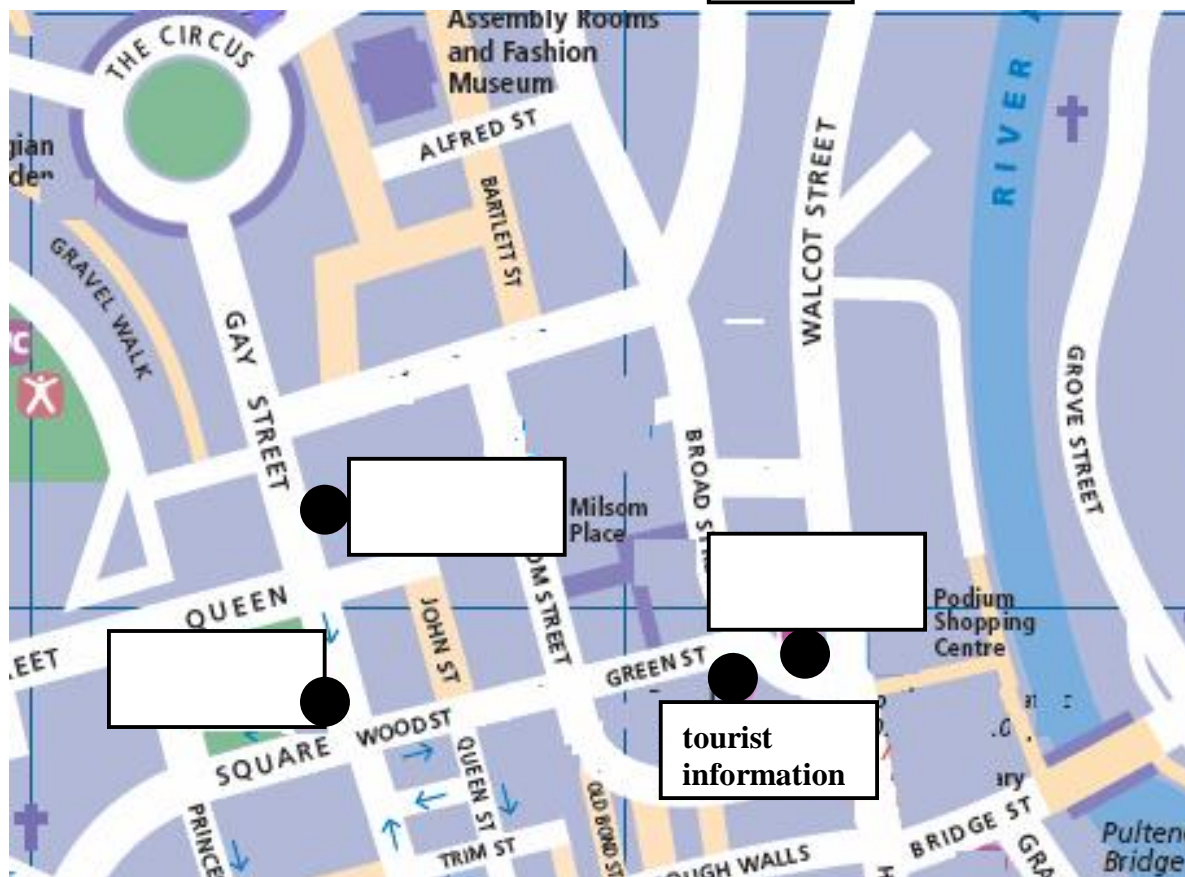 Assembly Rooms
and Fashion
Museum
THE CIRCUS
ALFRED ST
BARTLETT ST
WALCOT STREET
RIVER
GRAVEL WALK
GAY STREET
GROVE STREET
BROAD
Milsom
Place
QUEEN
SQUARE
JOHN ST
GREEN ST
Podium
Shopping
Centre
WOOD ST
tourist
information
QUEEN ST
OLD BOND ST
TRIM ST
BRIDGE ST
WALLS
Bridge